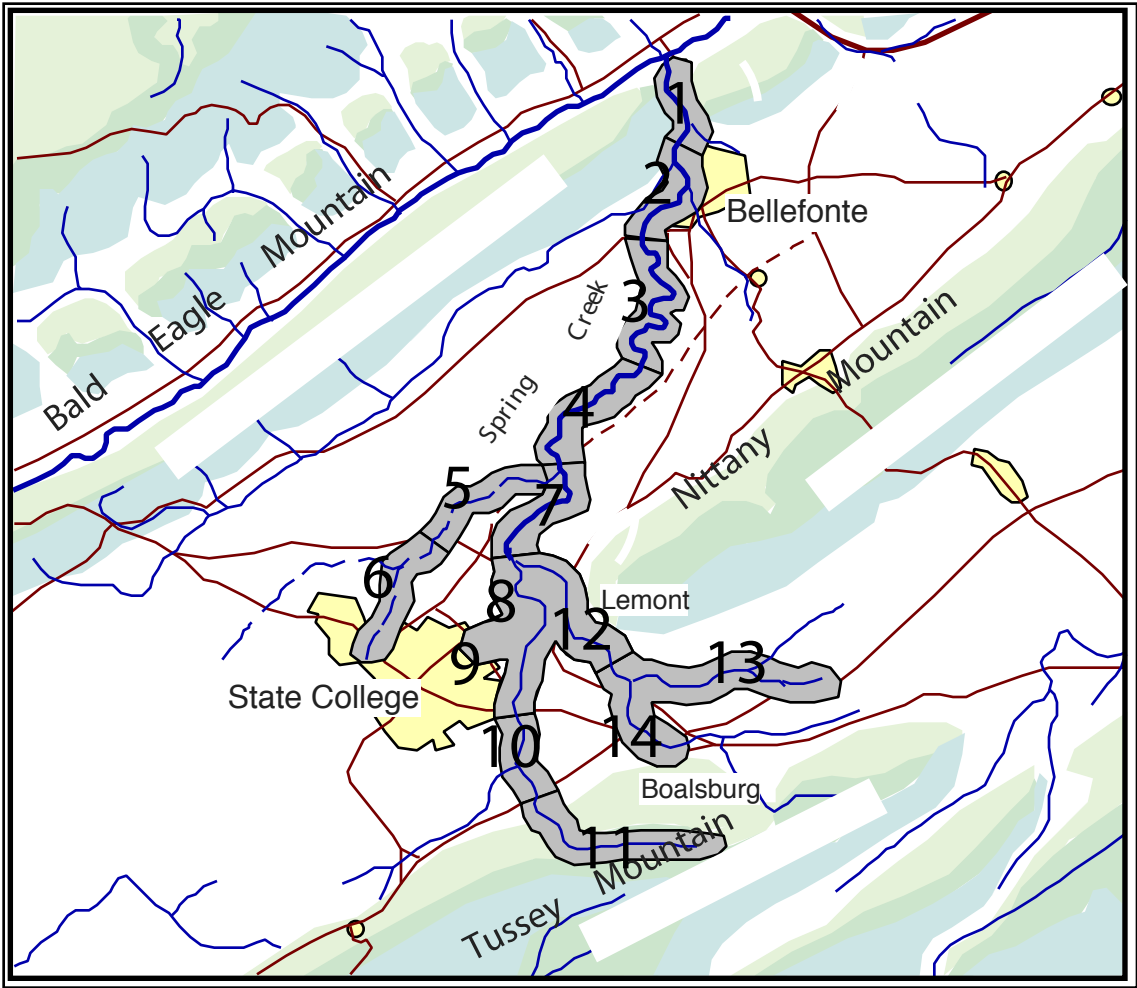 1
2
Bellefonte
Bald Eagle Mountain
3
Spring Creek
Nittany Mountain
4
5
7
6
8
Lemont
12
9
13
State College
10
14
Boalsburg
11
Tussey Mountain